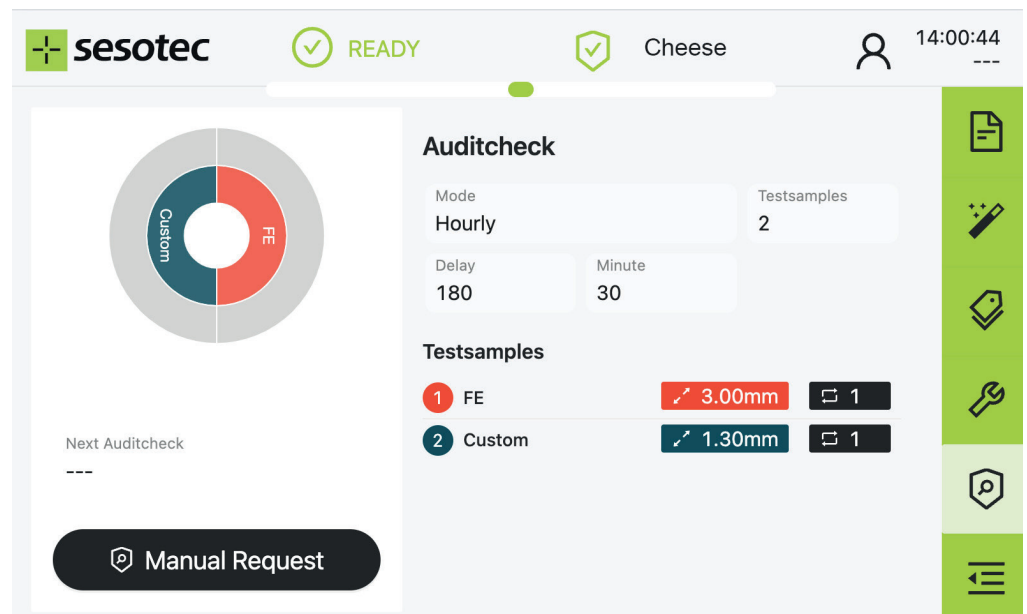 sesotec
READY
Cheese
14:00:44
---
Custom
FE
Next Auditcheck
---
Manual Request
Auditcheck
Mode
Hourly
Testsamples
2
Delay
180
Minute
30
Testsamples
1 FE 3.00mm 1
2 Custom 1.30mm 1